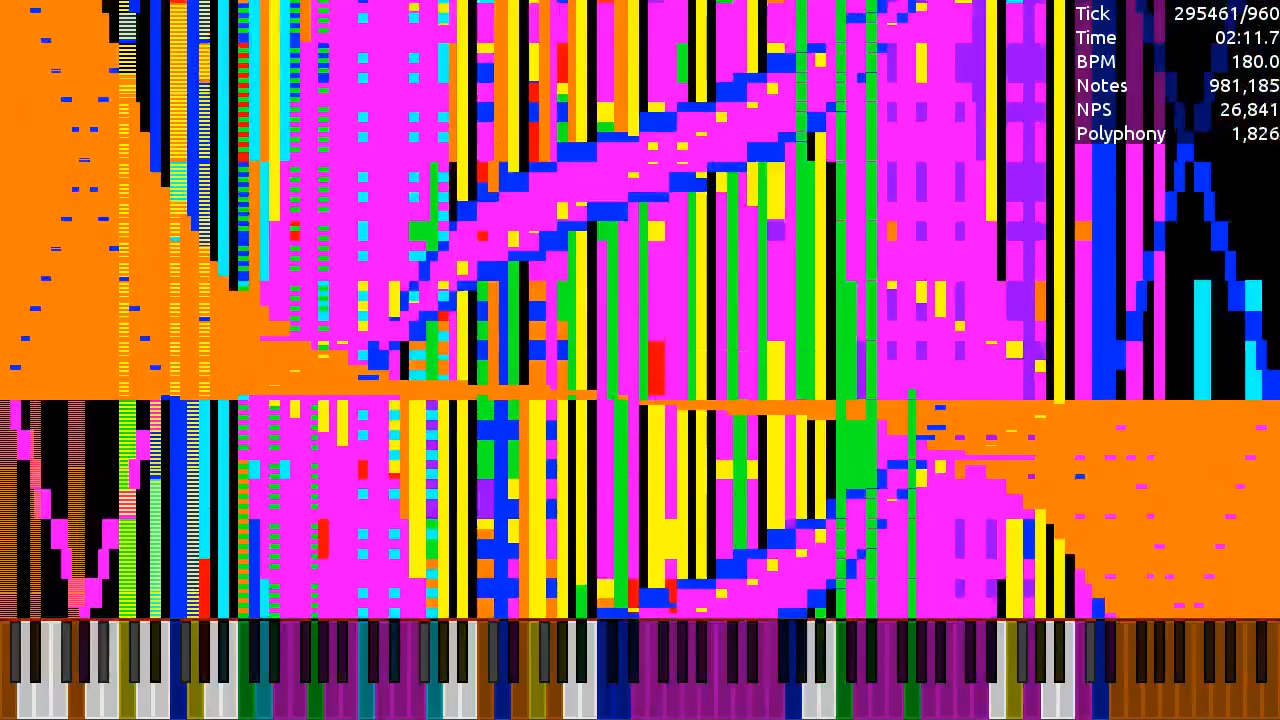 Tick 295461/960
Time 02:11.7
BPM 180.0
Notes 981,185
NPS 26,841
Polyphony 1,826